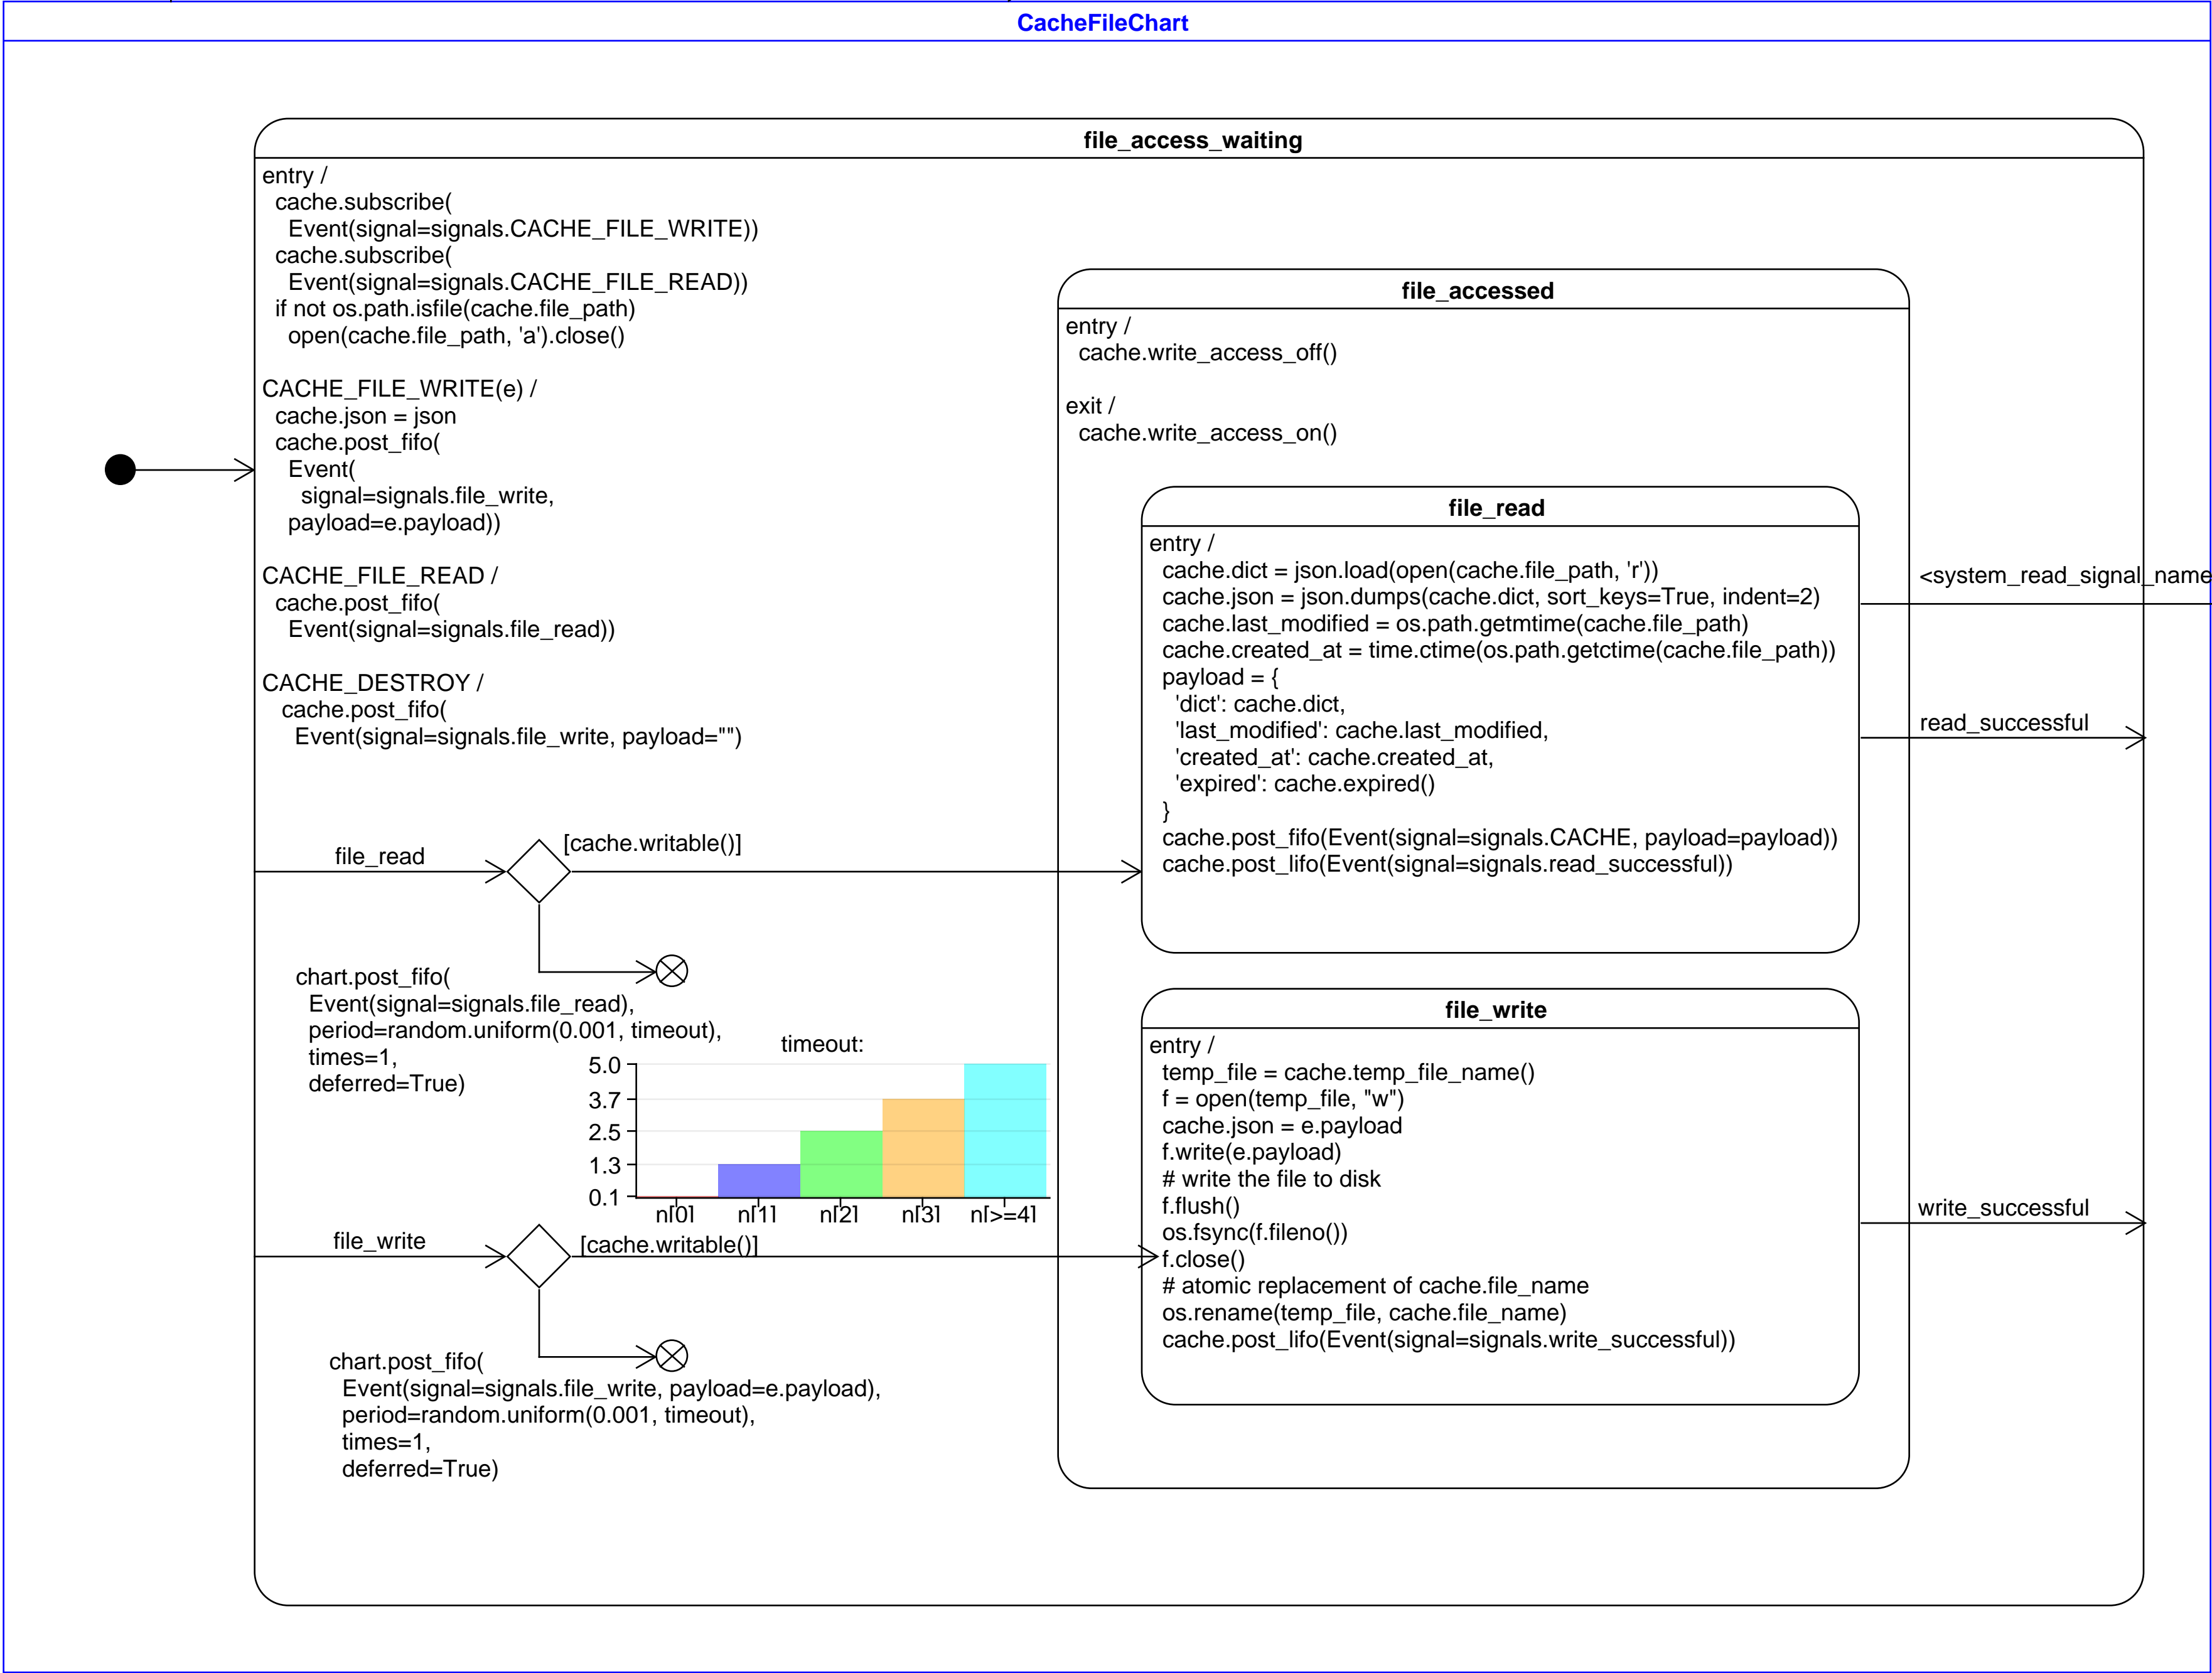 CacheFileChart
file_access_waiting
entry /
cache.subscribe(
Event(signal=signals.CACHE_FILE_WRITE))
cache.subscribe(
Event(signal=signals.CACHE_FILE_READ))
if not os.path.isfile(cache.file_path)
open(cache.file_path, 'a').close()
CACHE_FILE_WRITE(e) /
cache.json = json
cache.post_fifo(
Event(
signal=signals.file_write,
payload=e.payload))
CACHE_FILE_READ /
cache.post_fifo(
Event(signal=signals.file_read))
CACHE_DESTROY /
cache.post_fifo(
Event(signal=signals.file_write, payload="")
file_read
[cache.writable()]
chart.post_fifo(
Event(signal=signals.file_read),
period=random.uniform(0.001, timeout),
times=1,
deferred=True)
timeout:
5.0
3.7
2.5
1.3
0.1
n[0] n[1] n[2] n[3] n[>=4]
file_write
[cache.writable()]
chart.post_fifo(
Event(signal=signals.file_write, payload=e.payload),
period=random.uniform(0.001, timeout),
times=1,
deferred=True)
file_accessed
entry /
cache.write_access_off()
exit /
cache.write_access_on()
file_read
entry /
cache.dict = json.load(open(cache.file_path, 'r'))
cache.json = json.dumps(cache.dict, sort_keys=True, indent=2)
cache.last_modified = os.path.getmtime(cache.file_path)
cache.created_at = time.ctime(os.path.getctime(cache.file_path))
payload = {
'dict': cache.dict,
'last_modified': cache.last_modified,
'created_at': cache.created_at,
'expired': cache.expired()
}
cache.post_fifo(Event(signal=signals.CACHE, payload=payload))
cache.post_lifo(Event(signal=signals.read_successful))
<system_read_signal_name
read_successful
file_write
entry /
temp_file = cache.temp_file_name()
f = open(temp_file, "w")
cache.json = e.payload
f.write(e.payload)
# write the file to disk
f.flush()
os.fsync(f.fileno())
f.close()
# atomic replacement of cache.file_name
os.rename(temp_file, cache.file_name)
cache.post_lifo(Event(signal=signals.write_successful))
write_successful